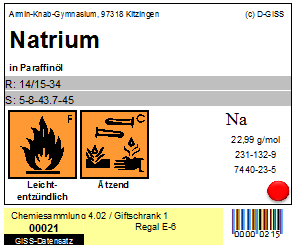 Armin-Knab-Gymnasium, 97318 Kitzingen (c) D-GISS
Natrium
in Paraffinöl
R: 14/15-34
S: 5-8-43.7-45
F C
Na
22,99 g/mol
231-132-9
7440-23-5
Leicht- Ätzend
entzündlich
Chemiesammlung 4.02 / Giftschrank 1
00021 Regal E-6
GISS-Datensatz
00000215